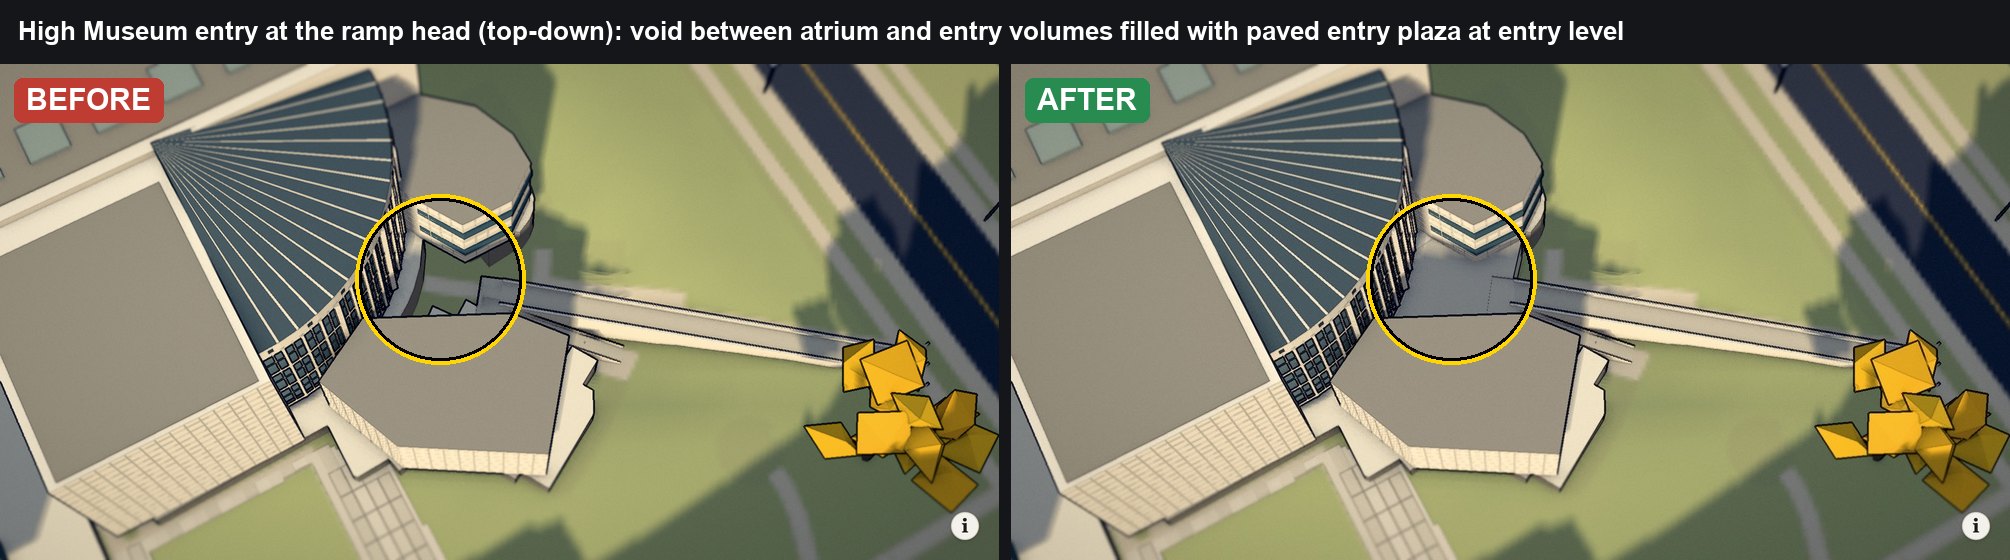 High Museum entry at the ramp head (top-down): void between atrium and entry volumes filled with paved entry plaza at entry level
BEFORE
AFTER
i
i